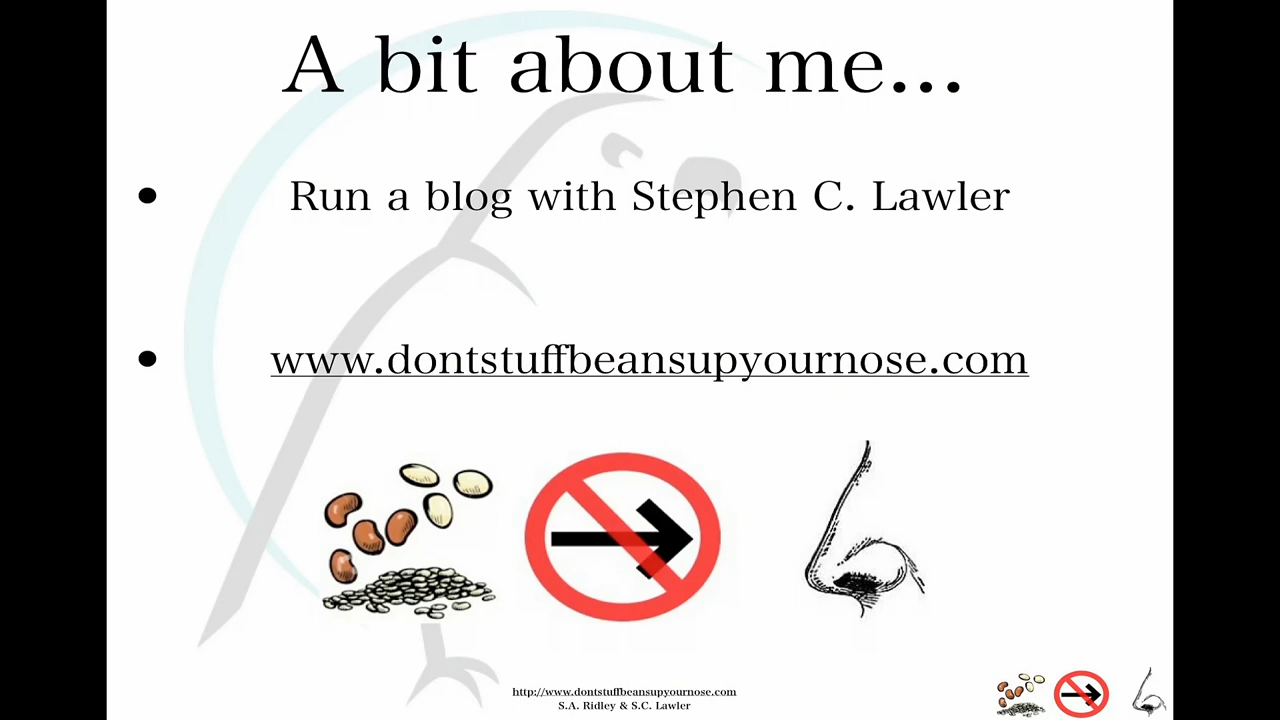 A bit about me...
• Run a blog with Stephen C. Lawler
• www.dontstuffbeansupyournose.com
http://www.dontstuffbeansupyournose.com
S.A. Ridley & S.C. Lawler